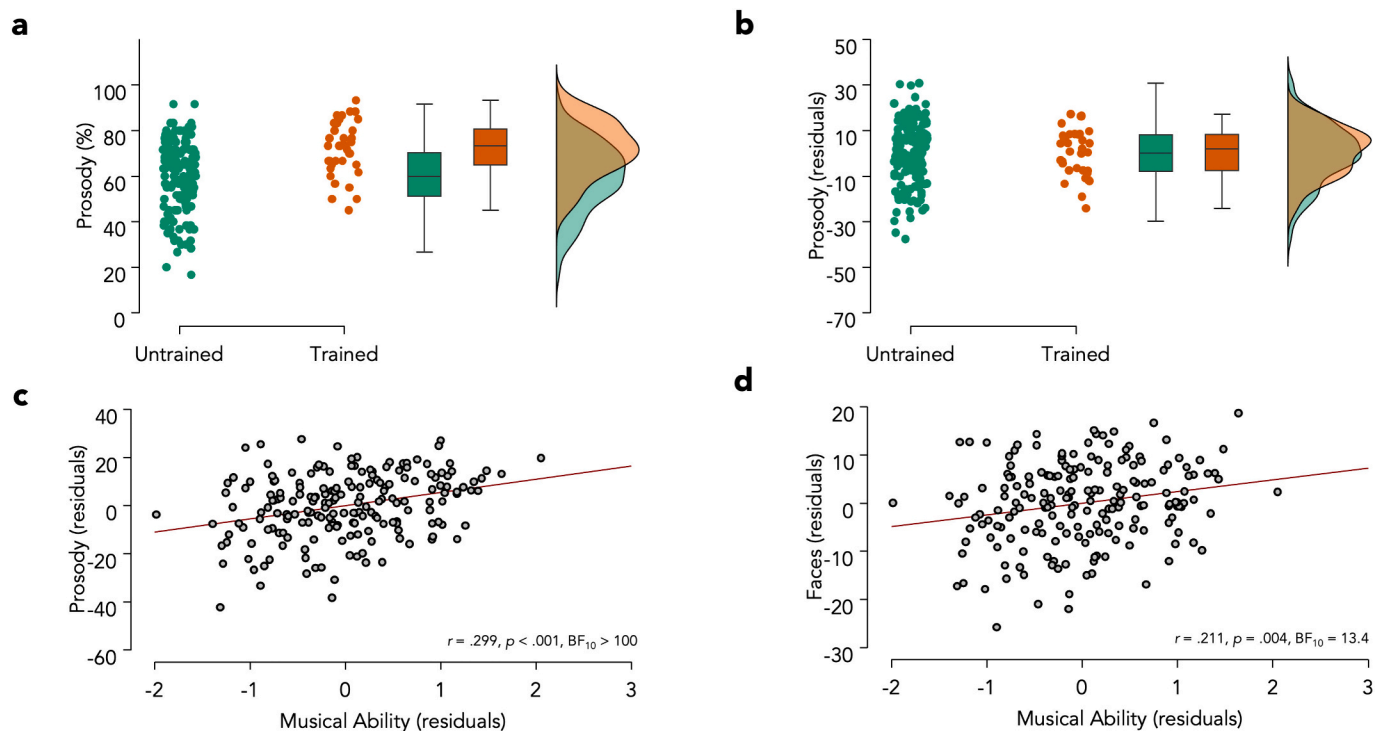 a
Prosody (%)
100
80
60
40
20
0
Untrained
Trained
b
Prosody (residuals)
50
30
10
-10
-30
-50
-70
Untrained
Trained
c
Prosody (residuals)
40
20
0
-20
-40
-60
r = .299, p < .001, BF10 > 100
-2 -1 0 1 2 3
Musical Ability (residuals)
d
Faces (residuals)
20
10
0
-10
-20
-30
r = .211, p = .004, BF10 = 13.4
-2 -1 0 1 2 3
Musical Ability (residuals)